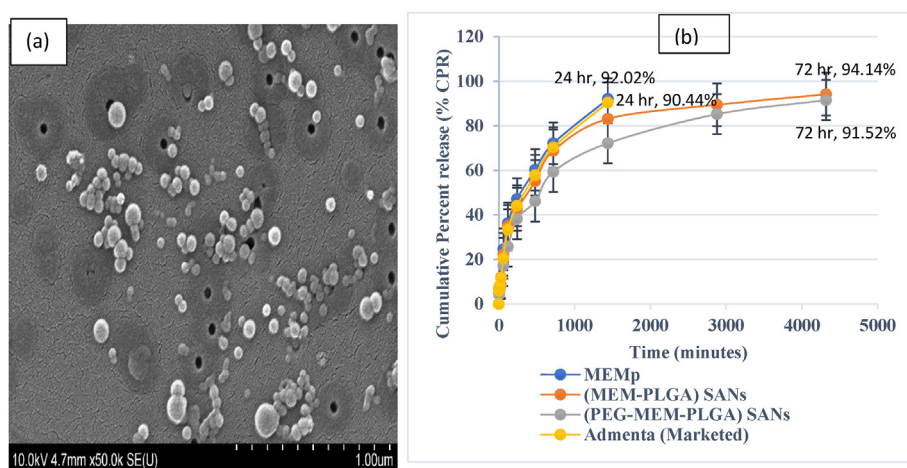 (a)
10.0kV 4.7mm x50.0k SE(U)
1.00um
(b)
Cumulative Percent release (% CPR)
120
100
80
60
40
20
0
24 hr, 92.02%
24 hr, 90.44%
72 hr, 94.14%
72 hr, 91.52%
0
1000
2000
3000
4000
5000
Time (minutes)
MEMp
(MEM-PLGA) SANs
(PEG-MEM-PLGA) SANs
Admenta (Marketed)